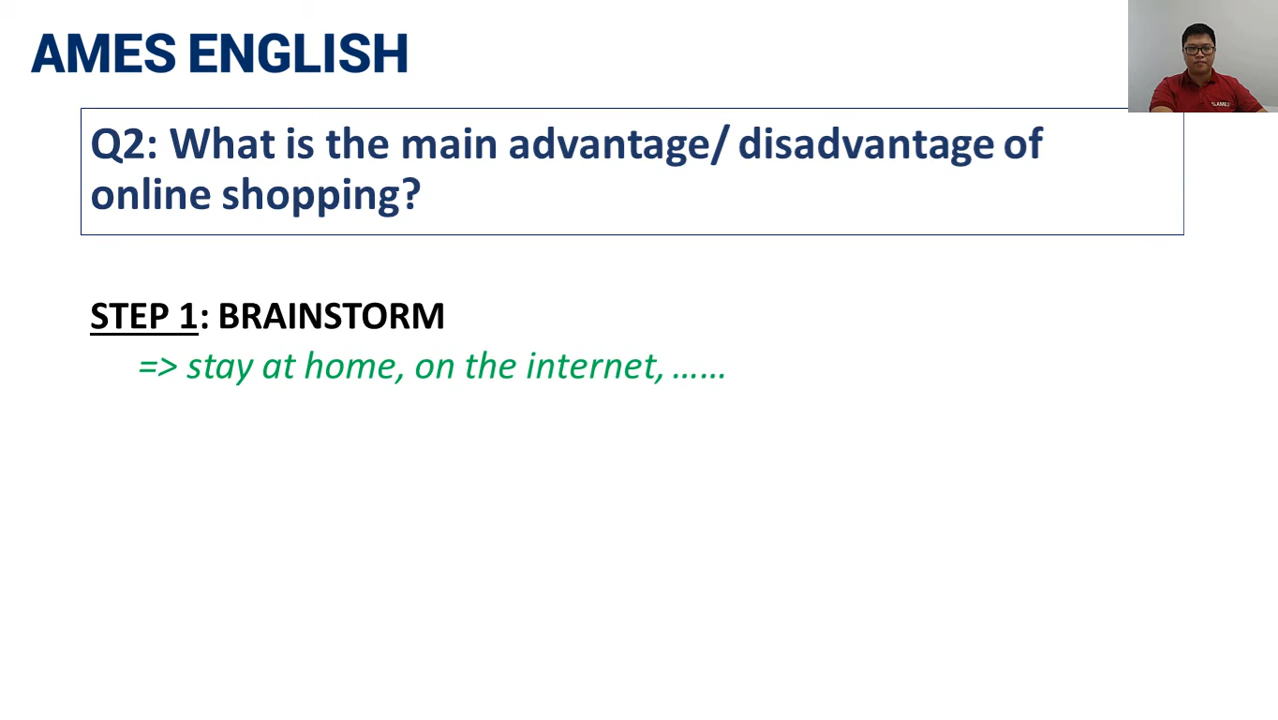 AMES ENGLISH
Q2: What is the main advantage/ disadvantage of
online shopping?
STEP 1: BRAINSTORM
=> stay at home, on the internet, ……